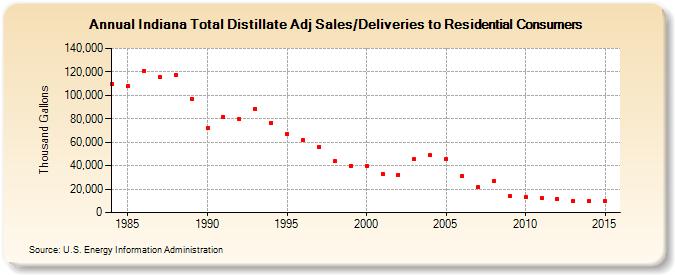 Annual Indiana Total Distillate Adj Sales/Deliveries to Residential Consumers
Thousand Gallons
140,000
120,000
100,000
80,000
60,000
40,000
20,000
0
1985 1990 1995 2000 2005 2010 2015
Source: U.S. Energy Information Administration